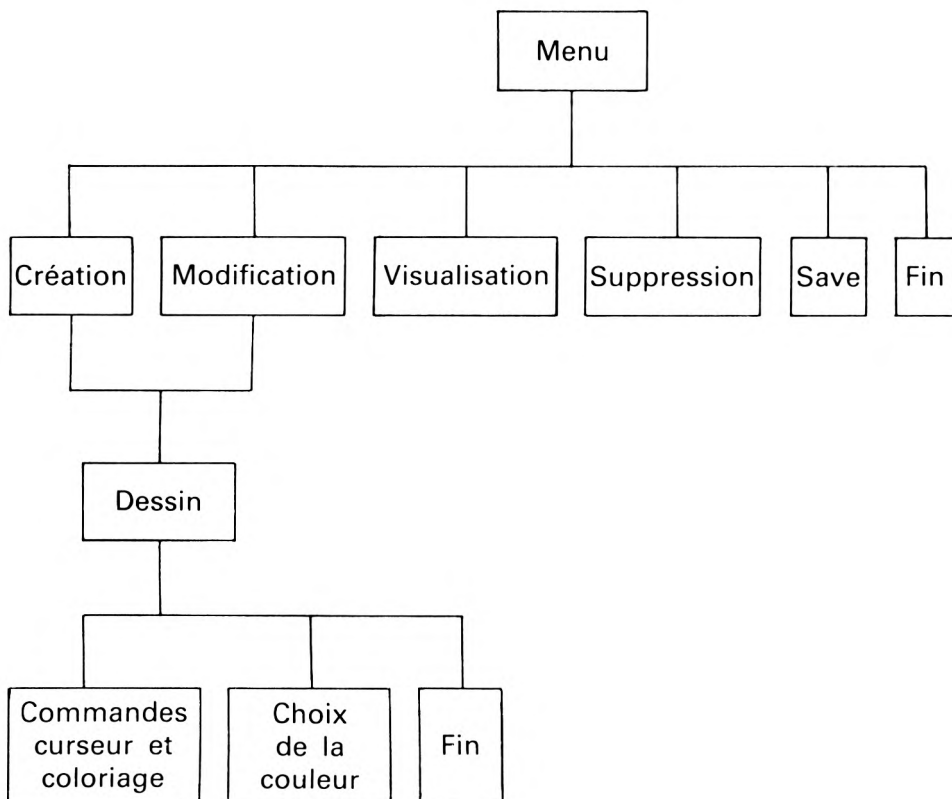 Menu
Création
Modification
Visualisation
Suppression
Save
Fin
Dessin
Commandes
curseur et
coloriage
Choix
de la
couleur
Fin